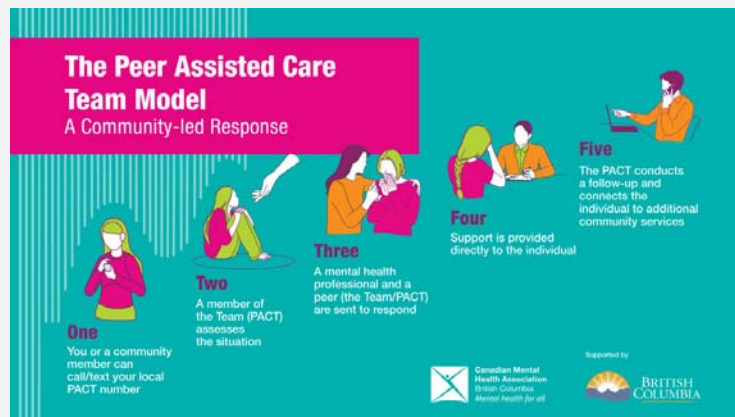 The Peer Assisted Care
Team Model
A Community-led Response
One
You or a community
member can
call/text your local
PACT number
Two
A member of
the Team (PACT)
assesses
the situation
Three
A mental health
professional and a
peer (the Team/PACT)
are sent to respond
Four
Support is provided
directly to the individual
Five
The PACT conducts
a follow-up and
connects the
individual to additional
community services
Canadian Mental
Health Association
British Columbia
Mental health for all
Supported by
BRITISH
COLUMBIA